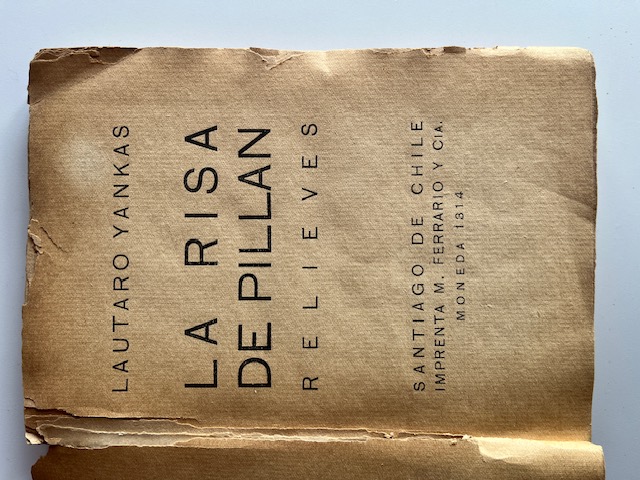 LAUTARO YANKAS
LA RISA
DE PILLAN
RELIEVES
SANTIAGO DE CHILE
IMPRENTA M. FERRARIO Y CIA.
MONEDA 1314